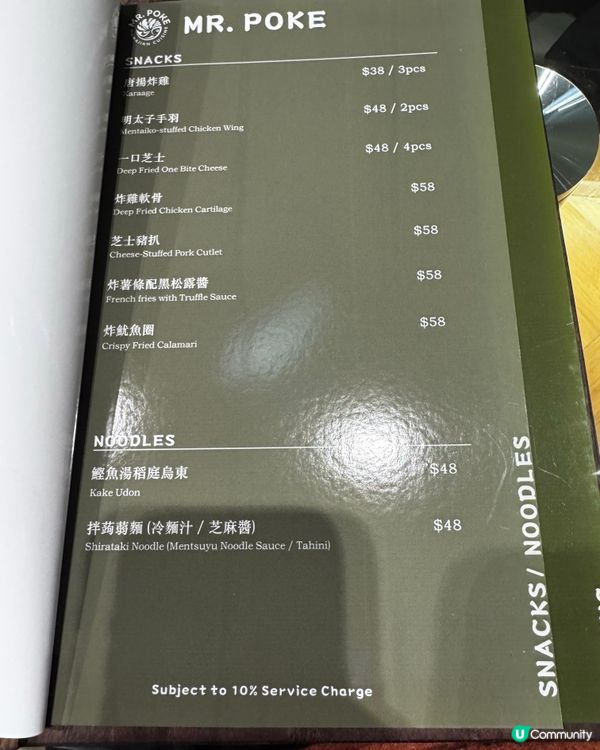 MR. POKE
MR. POKE
SNACKS
唐揚炸雞 $38 / 3pcs
Karaage
明太子手羽 $48 / 2pcs
Mentaiko-stuffed Chicken Wing
一口芝士 $48 / 4pcs
Deep Fried One Bite Cheese
炸雞軟骨 $58
Deep Fried Chicken Cartilage
芝士豬扒 $58
Cheese-Stuffed Pork Cutlet
炸薯條配黑松露醬 $58
French fries with Truffle Sauce
炸魷魚圈 $58
Crispy Fried Calamari
NOODLES
鰹魚湯稻庭烏東 $48
Kake Udon
拌蒟蒻麵 (冷麵汁 / 芝麻醬) $48
Shirataki Noodle (Mentsuyu Noodle Sauce / Tahini)
Subject to 10% Service Charge
SNACKS / NOODLES
U Community